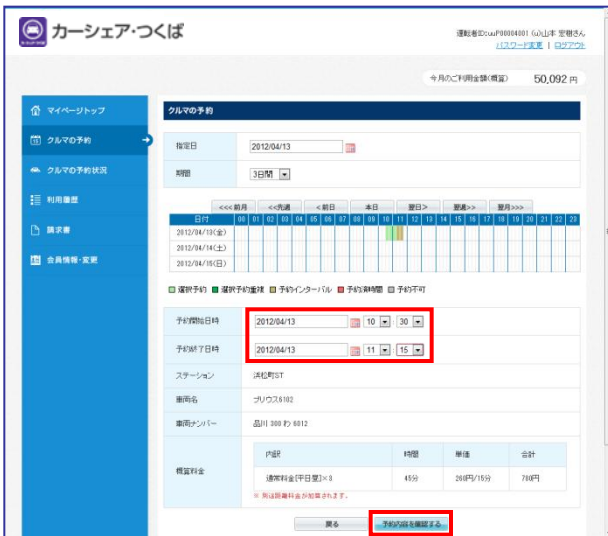 カーシェア・つくば
運転者ID:uuP00004001 (ω)山本 宏樹さん
パスワード変更 | ログアウト
今月のご利用金額(概算) 50,092 円
マイページトップ
クルマの予約
クルマの予約状況
利用履歴
請求書
会員情報・変更
クルマの予約
指定日 2012/04/13
期間 3日間
<<<前月 <<先週 <前日 本日 翌日> 翌週>> 翌月>>>
日付 00 01 02 03 04 05 06 07 08 09 10 11 12 13 14 15 16 17 18 19 20 21 22 23
2012/04/13(金)
2012/04/14(土)
2012/04/15(日)
選択予約 選択予約重複 予約インターバル 予約済時間 予約不可
予約開始日時 2012/04/13 10 : 30
予約終了日時 2012/04/13 11 : 15
ステーション 浜松町ST
車両名 プリウス6102
車両ナンバー 品川 300 わ 6012
概算料金
内訳 時間 単価 合計
通常料金[平日昼]×3 45分 260円/15分 780円
※ 別途距離料金が加算されます。
戻る 予約内容を確認する